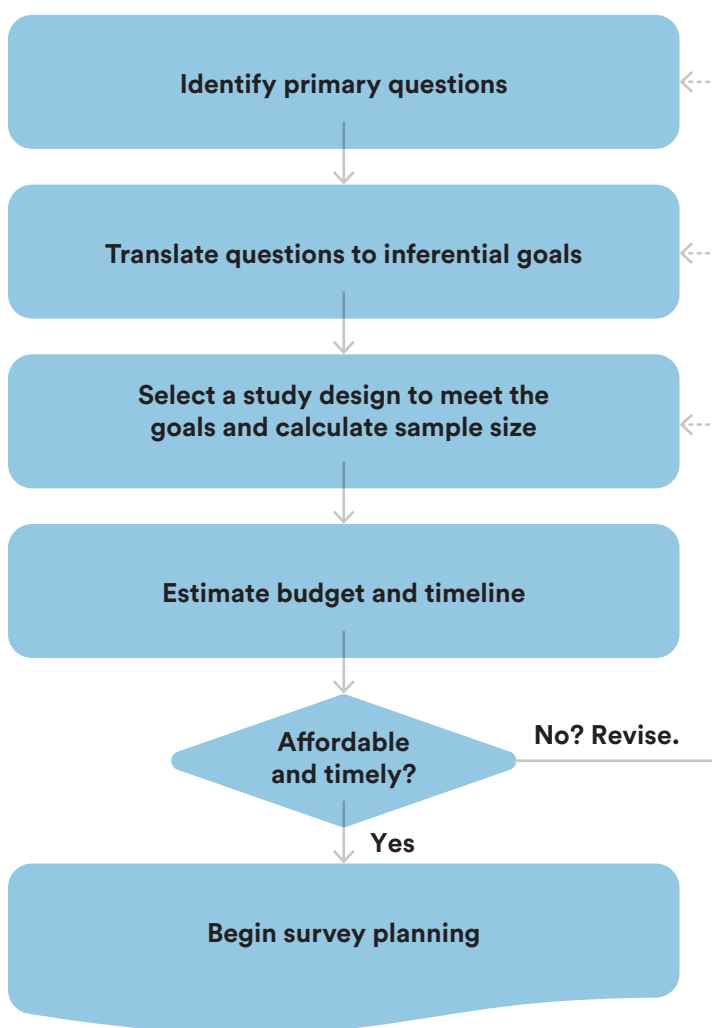 Identify primary questions
Translate questions to inferential goals
Select a study design to meet the
goals and calculate sample size
Estimate budget and timeline
Affordable
and timely?
No? Revise.
Yes
Begin survey planning